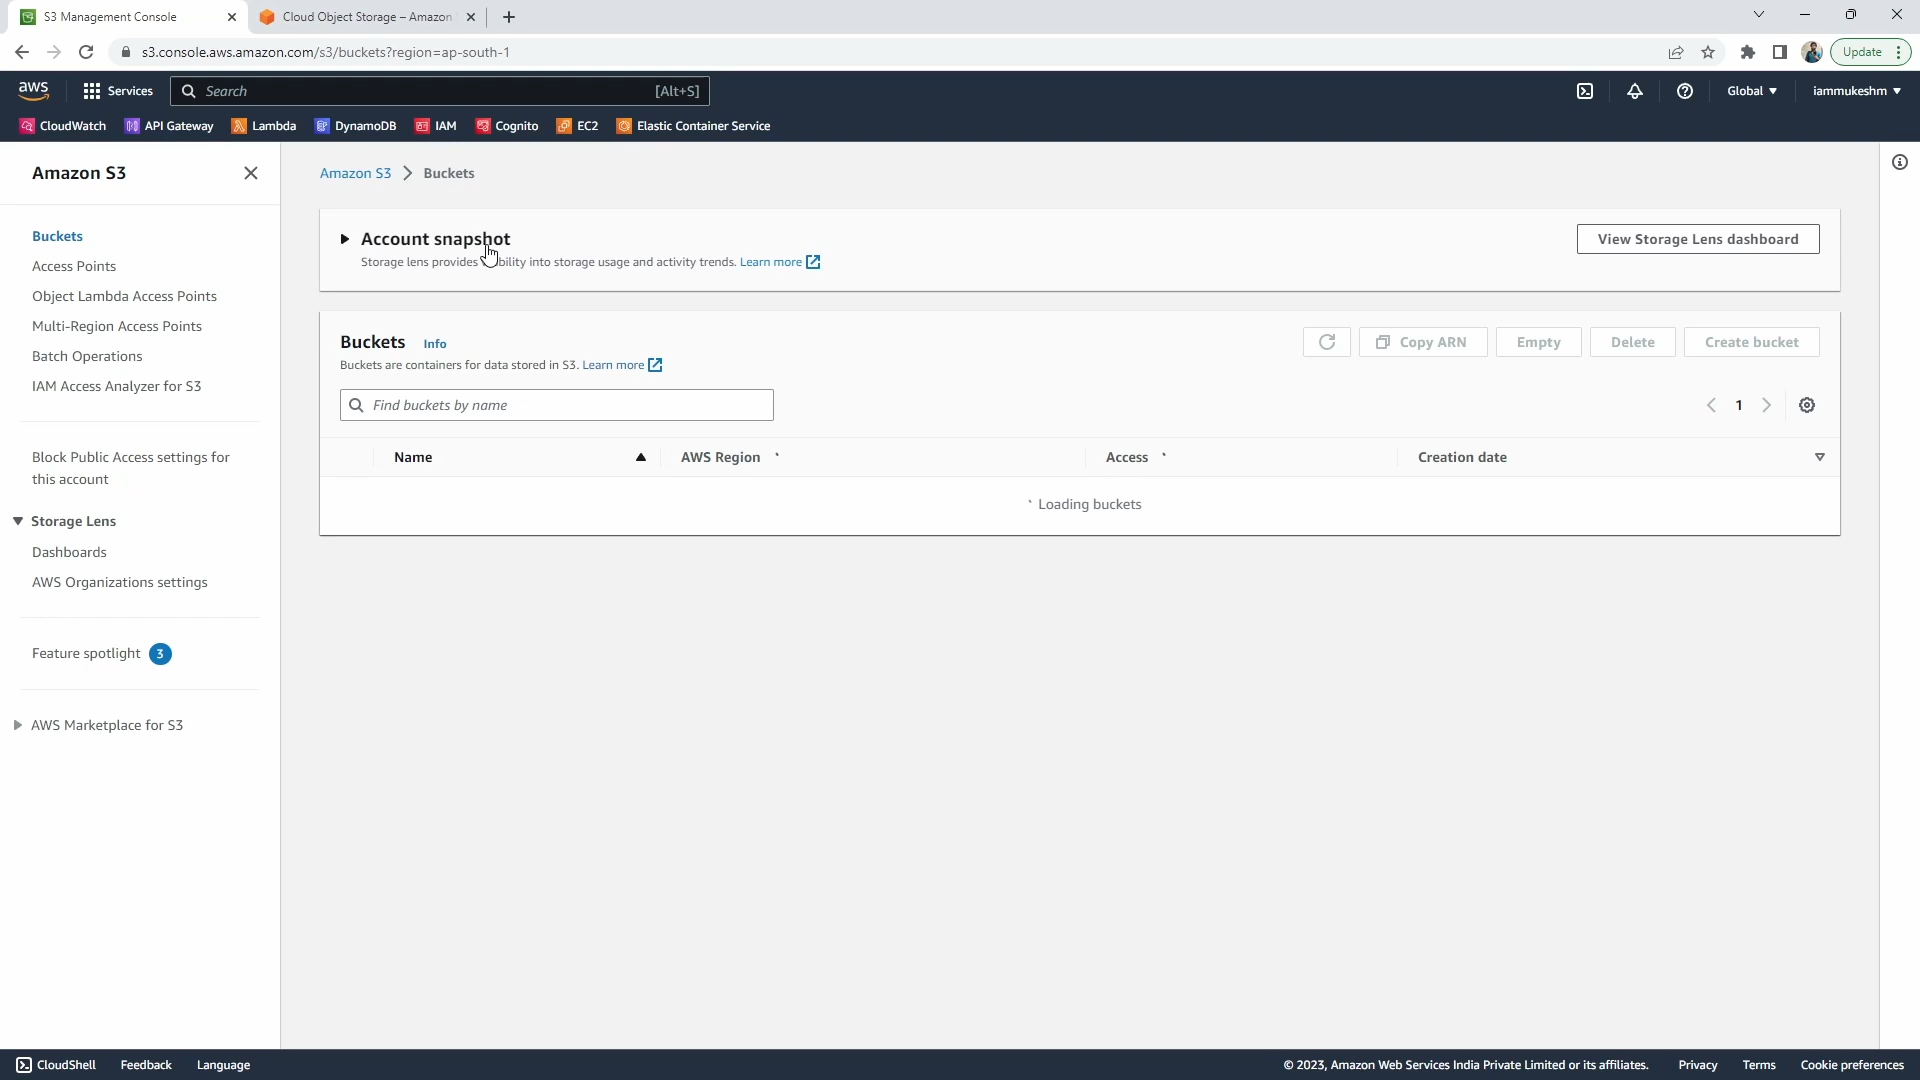 S3 Management Console
Cloud Object Storage – Amazon
s3.console.aws.amazon.com/s3/buckets?region=ap-south-1
Update
aws
Services
Search
[Alt+S]
Global
iammukeshm
CloudWatch
API Gateway
Lambda
DynamoDB
IAM
Cognito
EC2
Elastic Container Service
Amazon S3
Buckets
Access Points
Object Lambda Access Points
Multi-Region Access Points
Batch Operations
IAM Access Analyzer for S3
Block Public Access settings for
this account
Storage Lens
Dashboards
AWS Organizations settings
Feature spotlight 3
AWS Marketplace for S3
Amazon S3 > Buckets
Account snapshot
Storage lens provides visibility into storage usage and activity trends. Learn more
View Storage Lens dashboard
Buckets Info
Buckets are containers for data stored in S3. Learn more
Copy ARN
Empty
Delete
Create bucket
Find buckets by name
1
Name
AWS Region
Access
Creation date
Loading buckets
CloudShell
Feedback
Language
© 2023, Amazon Web Services India Private Limited or its affiliates.
Privacy
Terms
Cookie preferences